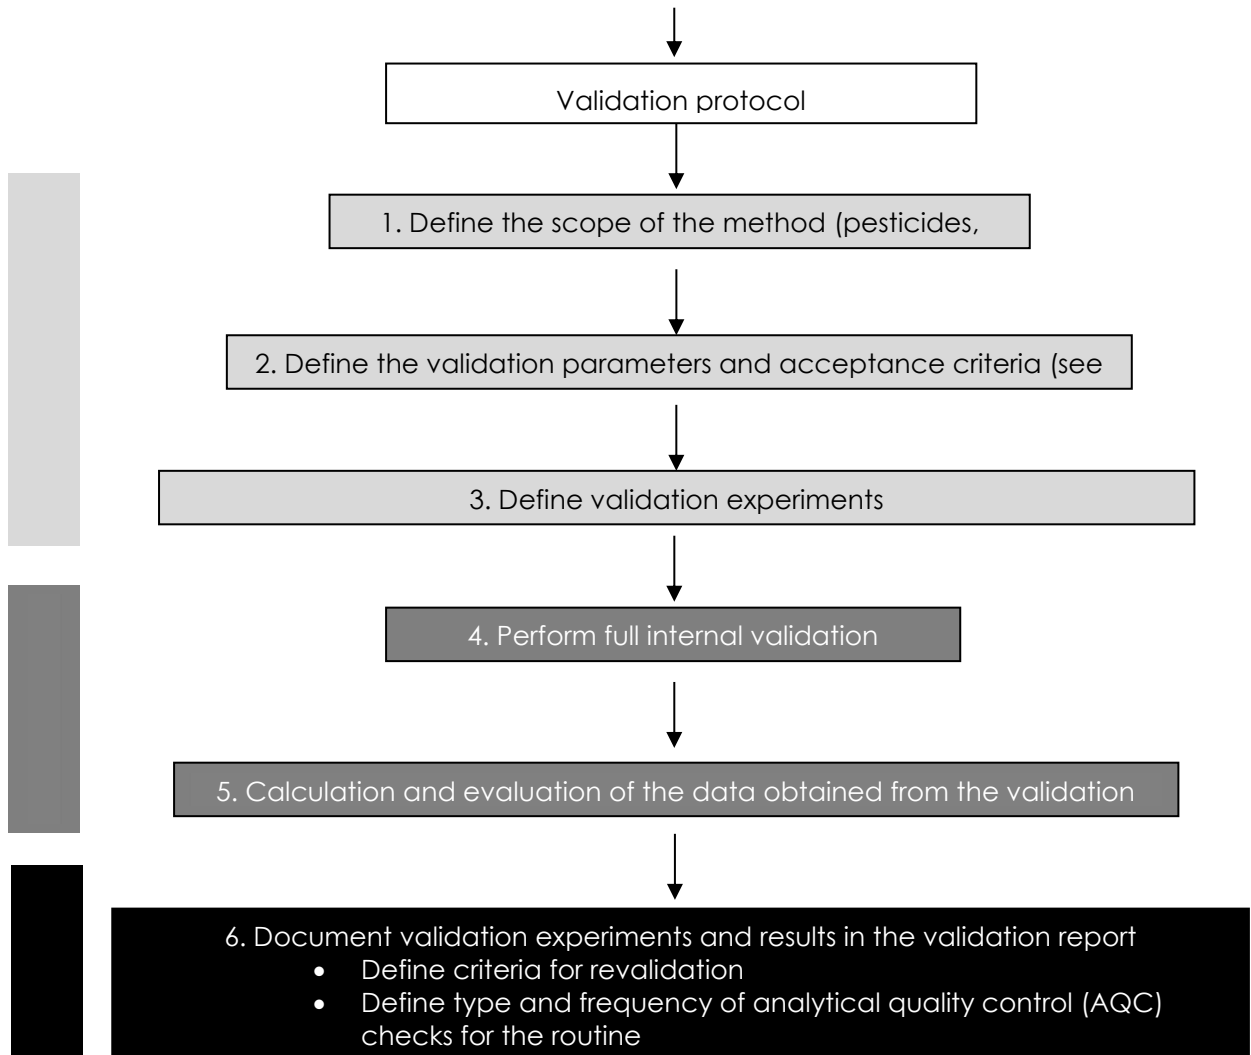 Validation protocol
1. Define the scope of the method (pesticides,
2. Define the validation parameters and acceptance criteria (see
3. Define validation experiments
4. Perform full internal validation
5. Calculation and evaluation of the data obtained from the validation
6. Document validation experiments and results in the validation report
• Define criteria for revalidation
• Define type and frequency of analytical quality control (AQC)
checks for the routine